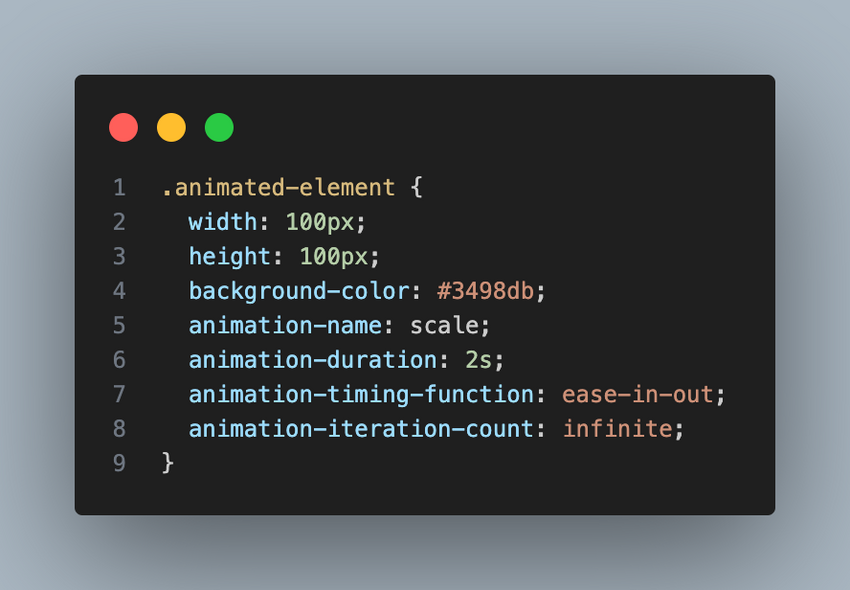 1 .animated-element {
2 width: 100px;
3 height: 100px;
4 background-color: #3498db;
5 animation-name: scale;
6 animation-duration: 2s;
7 animation-timing-function: ease-in-out;
8 animation-iteration-count: infinite;
9 }